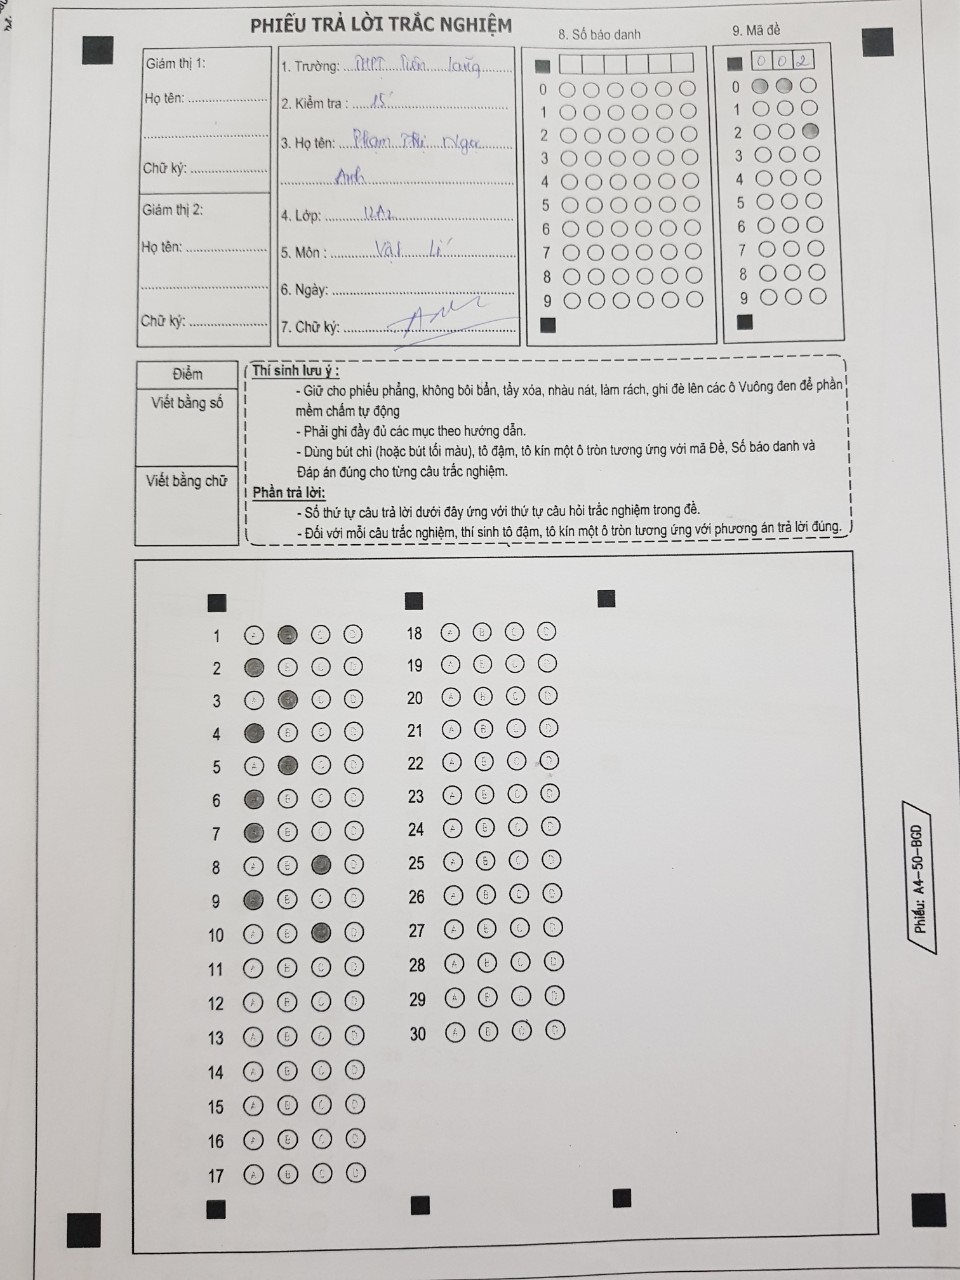 PHIẾU TRẢ LỜI TRẮC NGHIỆM
Giám thị 1:
Họ tên:
Chữ ký:
Giám thị 2:
Họ tên:
Chữ ký:
1. Trường: THPT Tiên Lãng
2. Kiểm tra : 15'
3. Họ tên: Phạm Thị Ngọc
Anh
4. Lớp: 12A2
5. Môn : Vật Lí
6. Ngày:
7. Chữ ký: Anh
8. Số báo danh
0
1
2
3
4
5
6
7
8
9
9. Mã đề
0 0 2
0
1
2
3
4
5
6
7
8
9
Điểm
Viết bằng số
Viết bằng chữ
Thí sinh lưu ý :
- Giữ cho phiếu phẳng, không bôi bẩn, tẩy xóa, nhàu nát, làm rách, ghi đè lên các ô Vuông đen để phần
mềm chấm tự động
- Phải ghi đầy đủ các mục theo hướng dẫn.
- Dùng bút chì (hoặc bút tối màu), tô đậm, tô kín một ô tròn tương ứng với mã Đề, Số báo danh và
Đáp án đúng cho từng câu trắc nghiệm.
Phần trả lời:
- Số thứ tự câu trả lời dưới đây ứng với thứ tự câu hỏi trắc nghiệm trong đề.
- Đối với mỗi câu trắc nghiệm, thí sinh tô đậm, tô kín một ô tròn tương ứng với phương án trả lời đúng.
1 A C D
2 B C D
3 A C D
4 B C D
5 A C D
6 B C D
7 B C D
8 A B D
9 B C D
10 A B D
11 A B C D
12 A B C D
13 A B C D
14 A B C D
15 A B C D
16 A B C D
17 A B C D
18 A B C D
19 A B C D
20 A B C D
21 A B C D
22 A B C D
23 A B C D
24 A B C D
25 A B C D
26 A B C D
27 A B C D
28 A B C D
29 A B C D
30 A B C D
Phiếu: A4-50-BGD